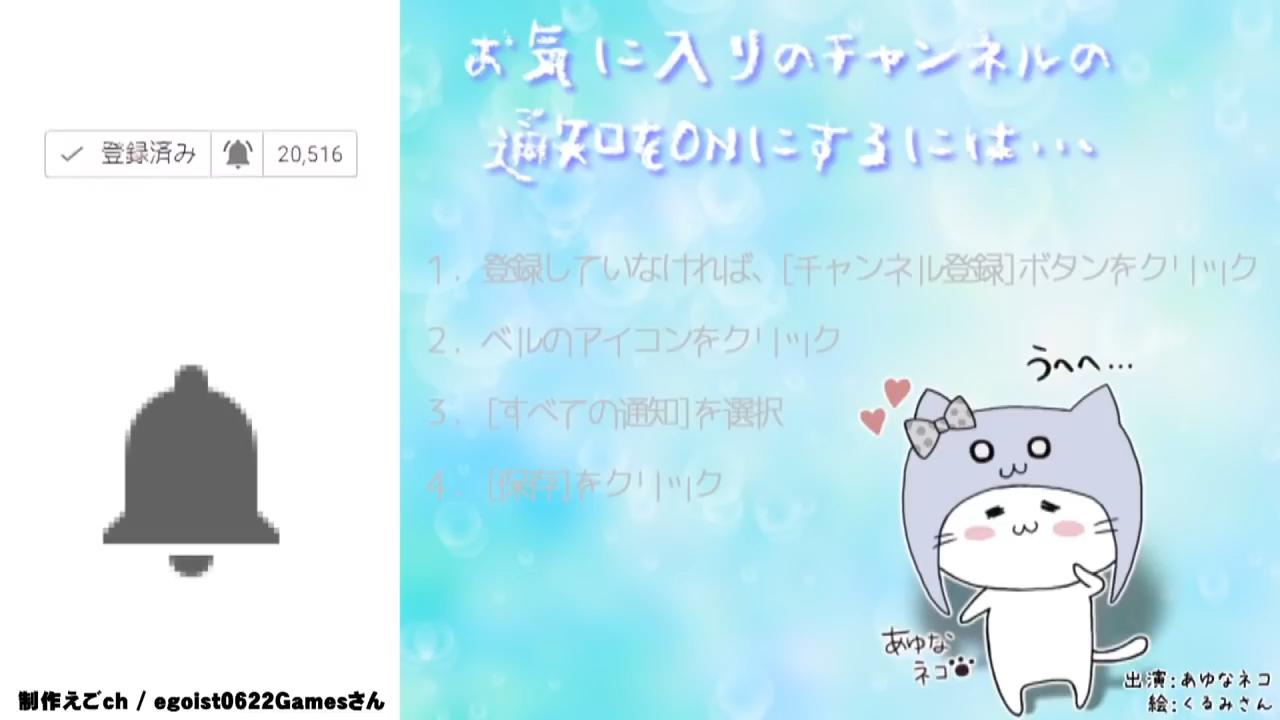 お気に入りのチャンネルの
通知をONにするには…
登録済み 20,516
1. 登録していなければ、[チャンネル登録]ボタンをクリック
2. ベルのアイコンをクリック
3. [すべての通知]を選択
4. [保存]をクリック
うへへ…
あゆな
ネコ
出演:あゆなネコ
絵:くるみさん
制作えごch / egoist0622Gamesさん